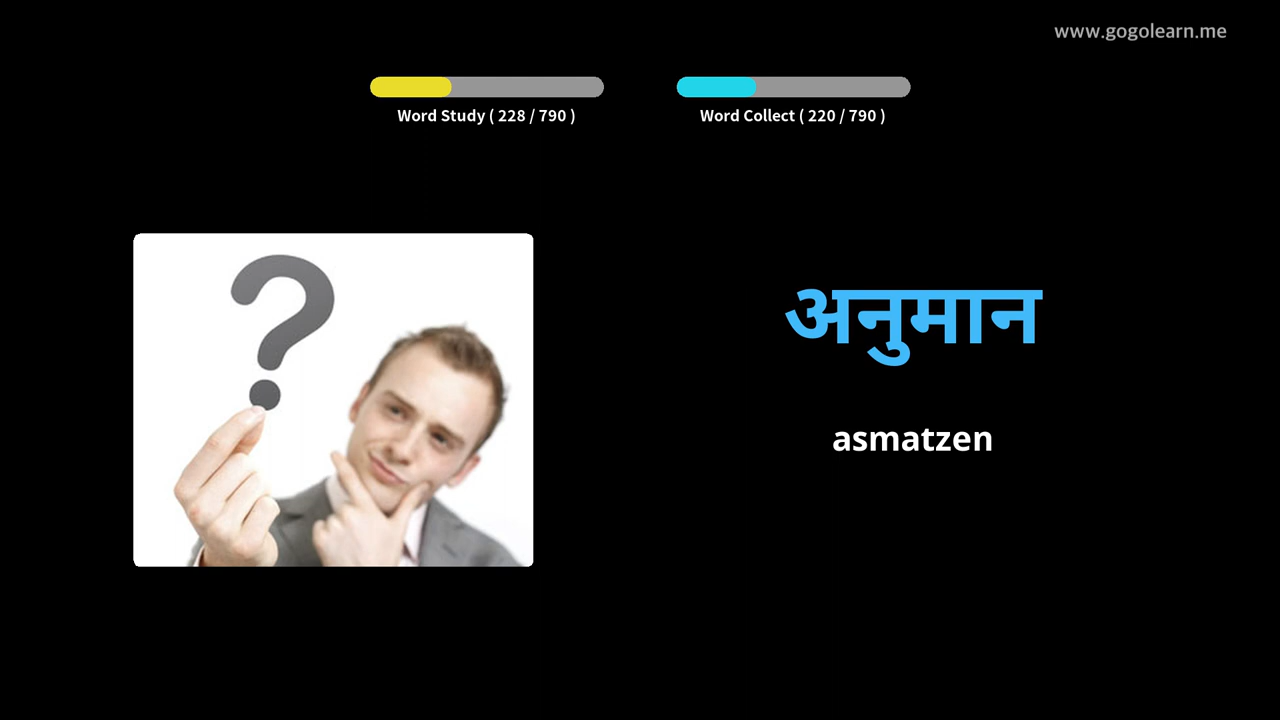 www.gogolearn.me
Word Study ( 228 / 790 )
Word Collect ( 220 / 790 )
?
अनुमान
asmatzen